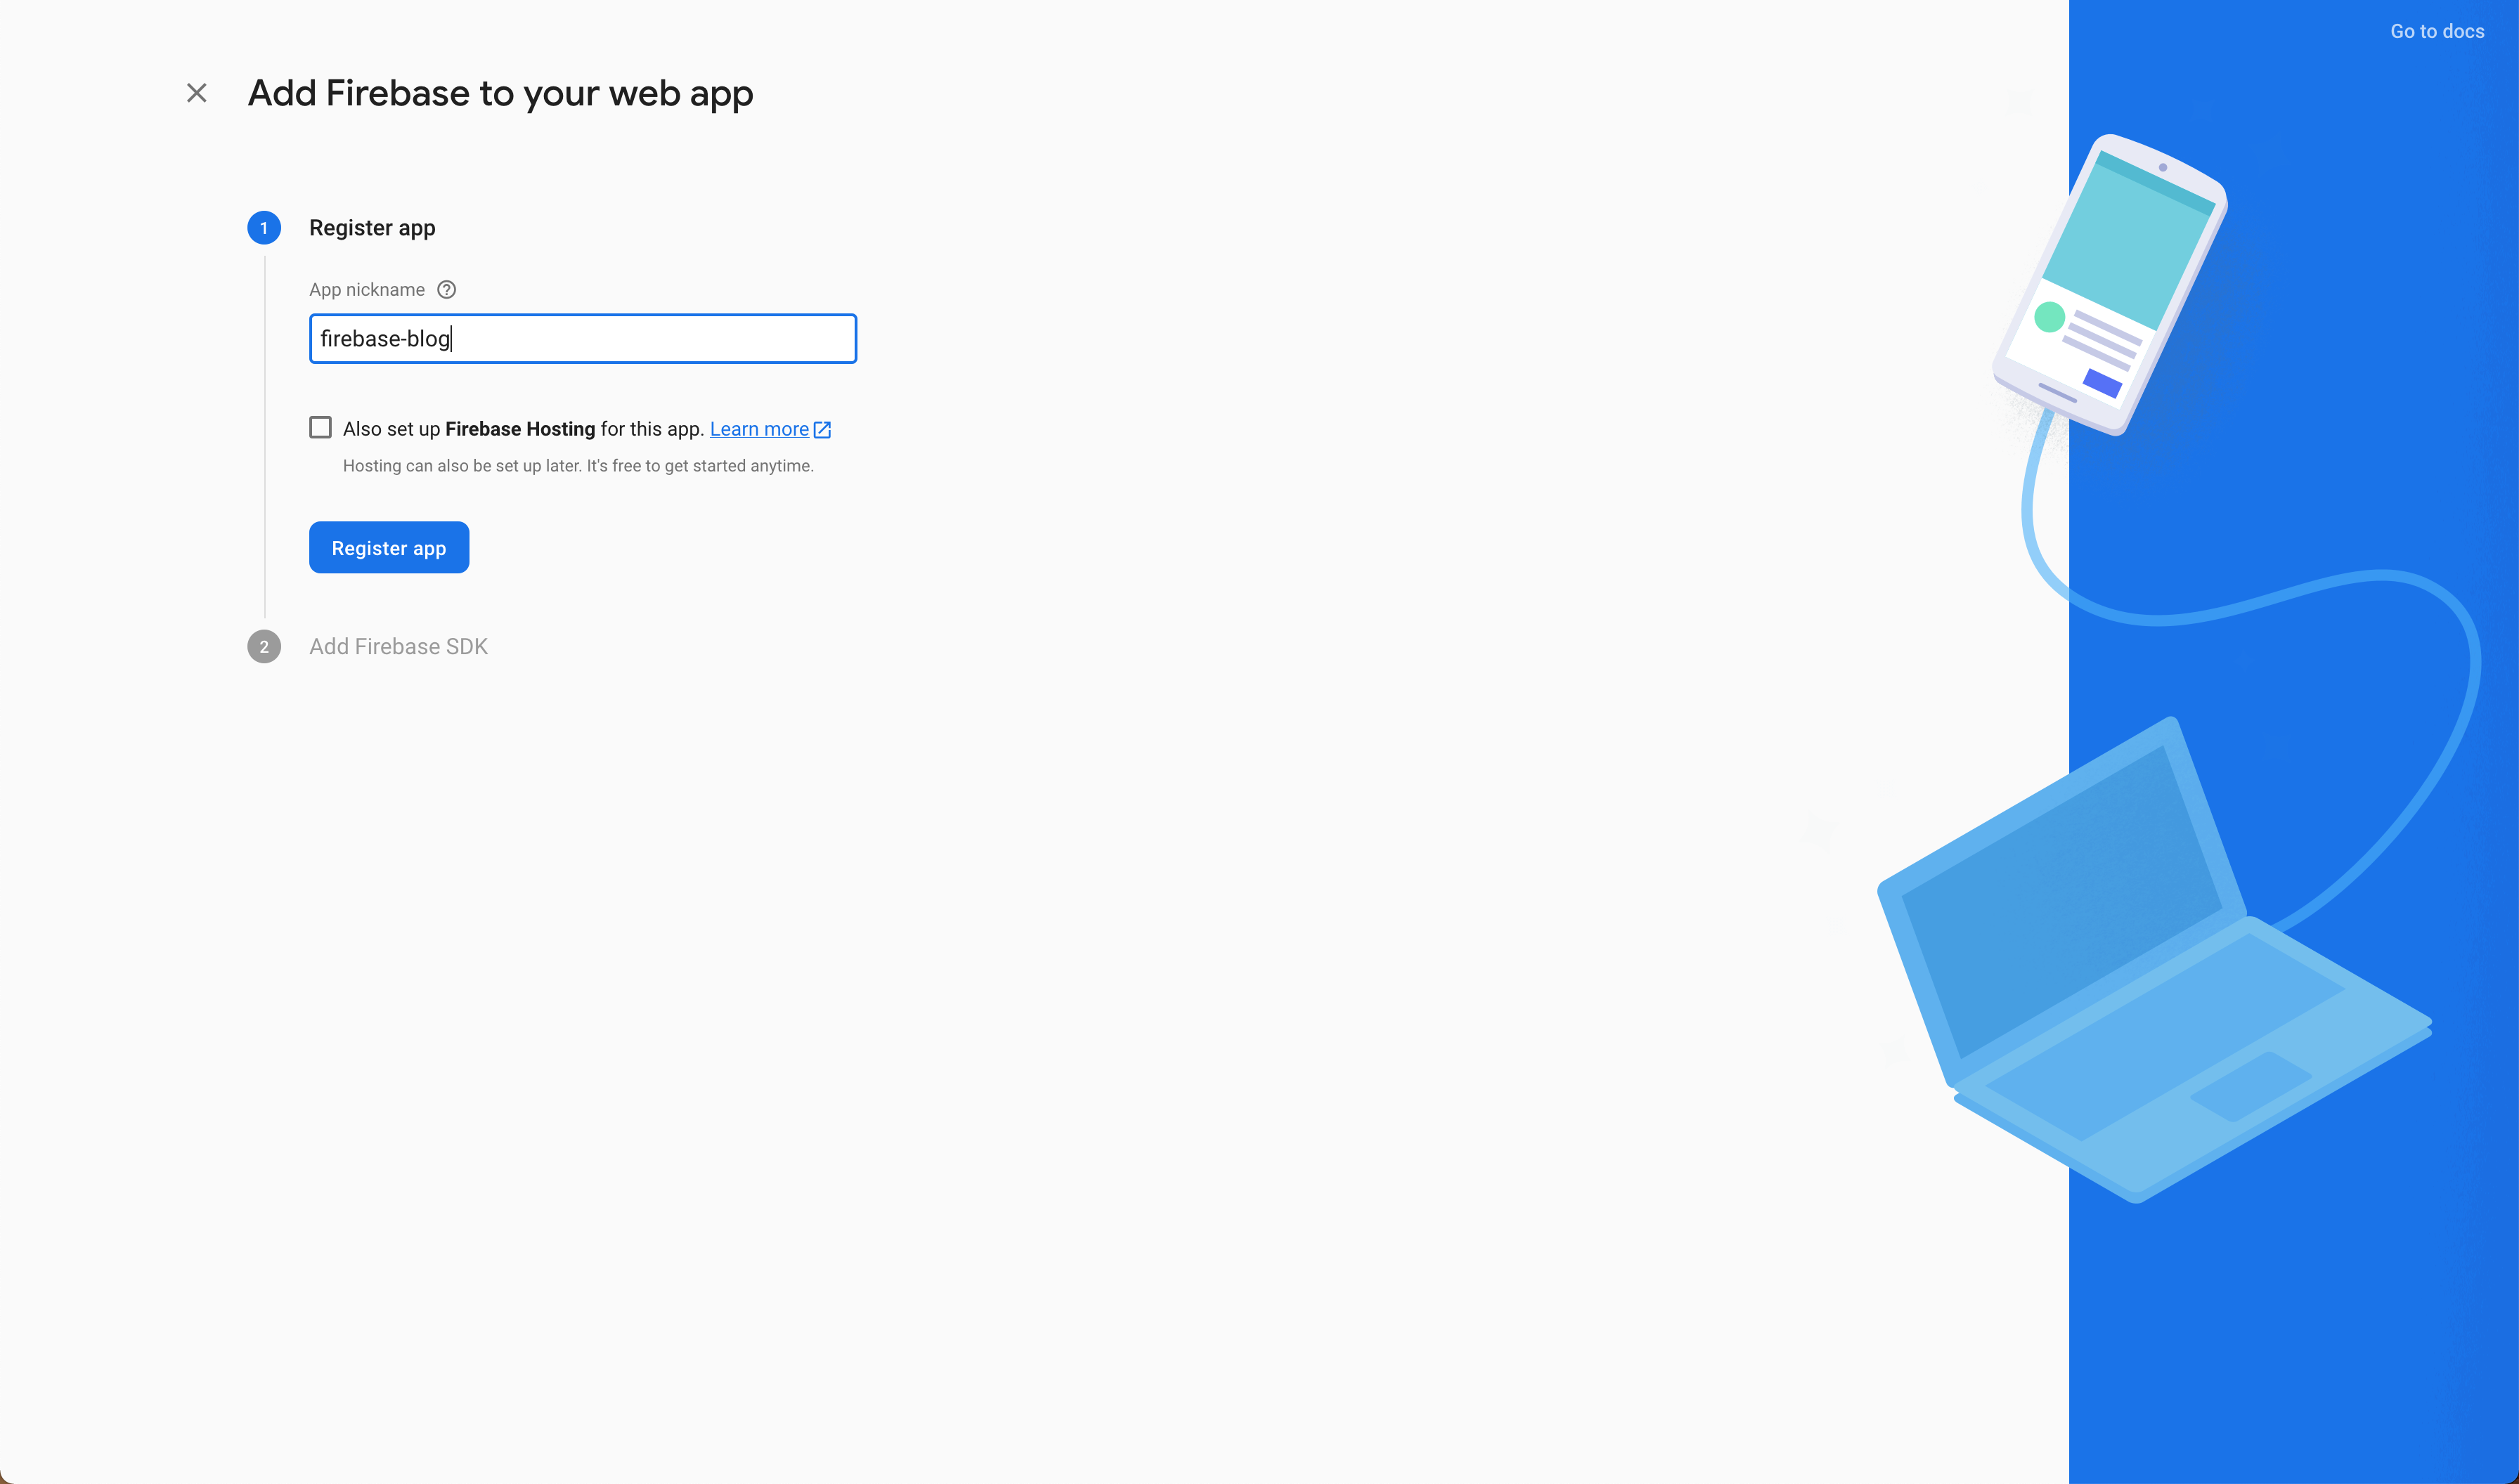 Go to docs
Add Firebase to your web app
1 Register app
App nickname
firebase-blog
Also set up Firebase Hosting for this app. Learn more
Hosting can also be set up later. It's free to get started anytime.
Register app
2 Add Firebase SDK